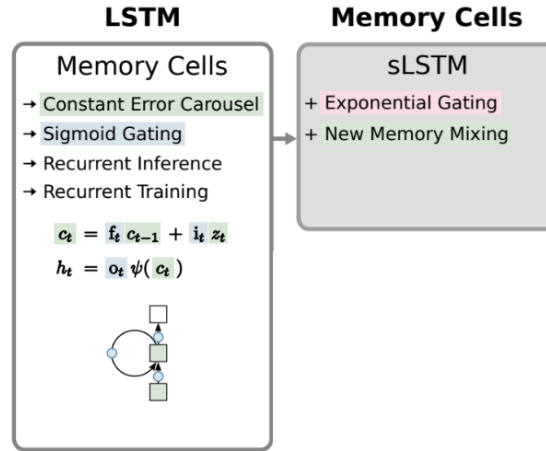 LSTM
Memory Cells
→ Constant Error Carousel
→ Sigmoid Gating
→ Recurrent Inference
→ Recurrent Training
cₜ = fₜ cₜ₋₁ + iₜ zₜ
hₜ = oₜ ψ( cₜ )
Memory Cells
sLSTM
+ Exponential Gating
+ New Memory Mixing